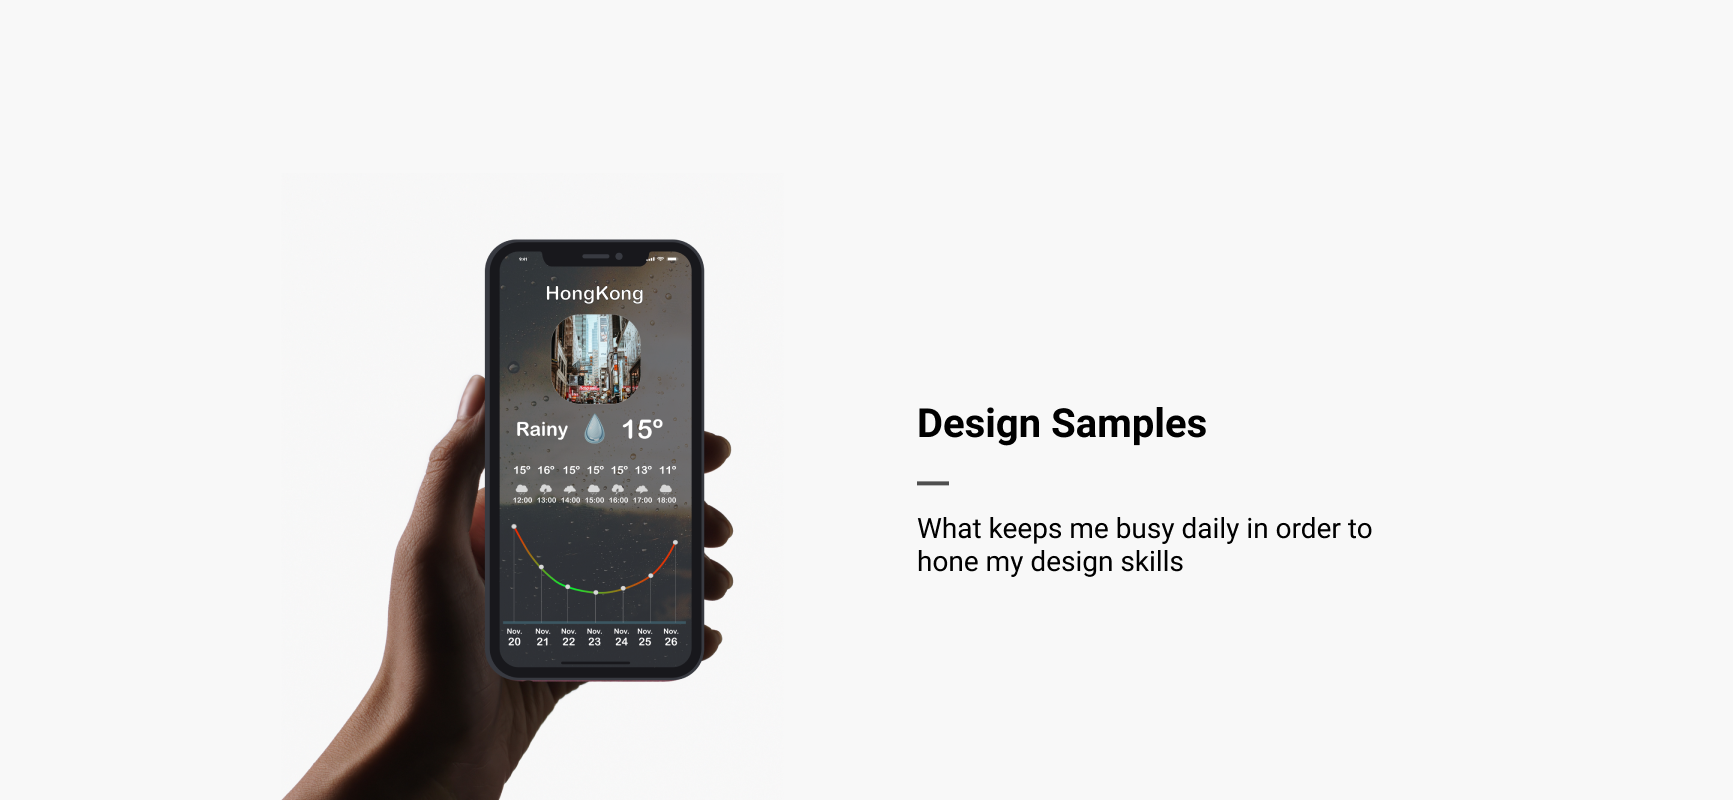 9:41
HongKong
Rainy 15º
15º 16º 15º 15º 15º 13º 11º
12:00 13:00 14:00 15:00 16:00 17:00 18:00
Nov. Nov. Nov. Nov. Nov. Nov. Nov.
20 21 22 23 24 25 26
Design Samples
What keeps me busy daily in order to
hone my design skills